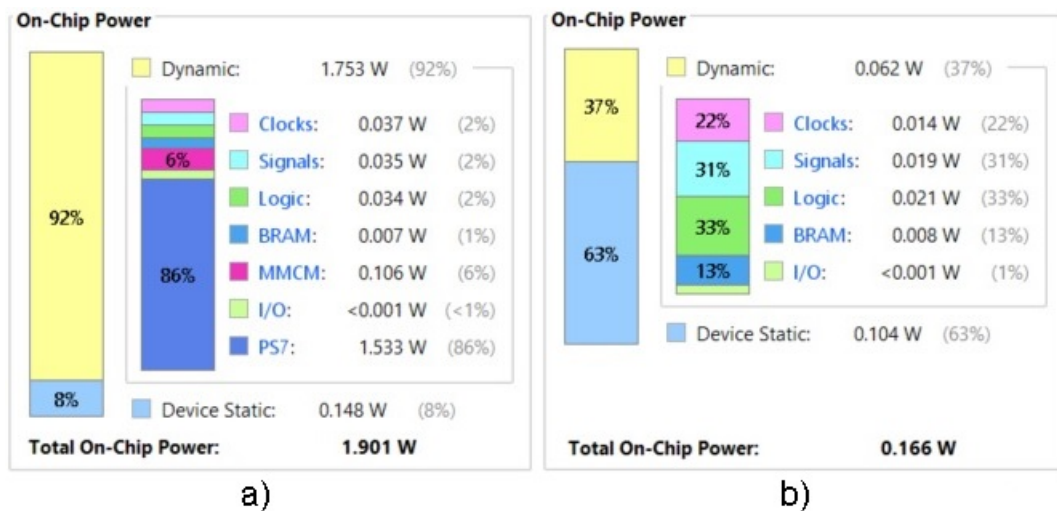 On-Chip Power
Dynamic: 1.753 W (92%)
Clocks: 0.037 W (2%)
Signals: 0.035 W (2%)
6%
Logic: 0.034 W (2%)
92%
BRAM: 0.007 W (1%)
MMCM: 0.106 W (6%)
86%
I/O: <0.001 W (<1%)
PS7: 1.533 W (86%)
8%
Device Static: 0.148 W (8%)
Total On-Chip Power: 1.901 W
a)
On-Chip Power
Dynamic: 0.062 W (37%)
37%
22%
Clocks: 0.014 W (22%)
31%
Signals: 0.019 W (31%)
33%
Logic: 0.021 W (33%)
63%
13%
BRAM: 0.008 W (13%)
I/O: <0.001 W (1%)
Device Static: 0.104 W (63%)
Total On-Chip Power: 0.166 W
b)